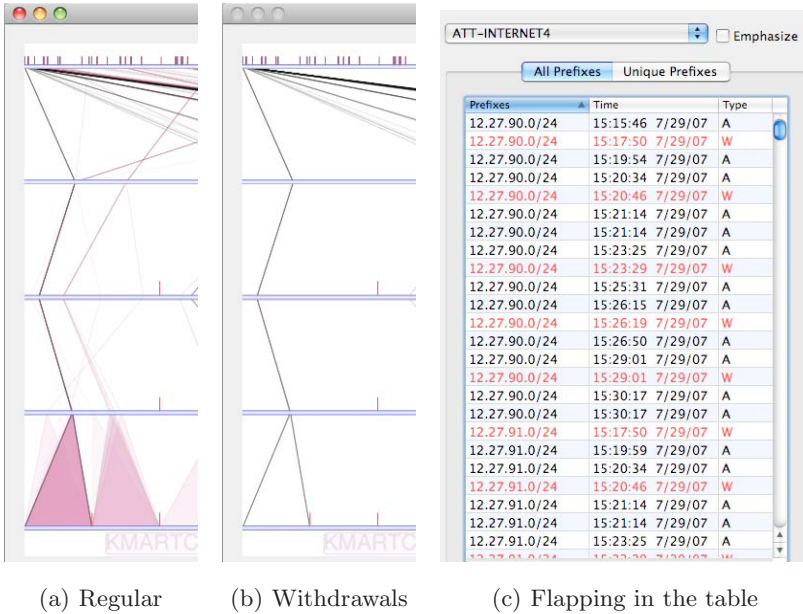 ATT-INTERNET4
Emphasize
All Prefixes Unique Prefixes
Prefixes Time Type
12.27.90.0/24 15:15:46 7/29/07 A
12.27.90.0/24 15:17:50 7/29/07 W
12.27.90.0/24 15:19:54 7/29/07 A
12.27.90.0/24 15:20:34 7/29/07 A
12.27.90.0/24 15:20:46 7/29/07 W
12.27.90.0/24 15:21:14 7/29/07 A
12.27.90.0/24 15:21:14 7/29/07 A
12.27.90.0/24 15:23:25 7/29/07 A
12.27.90.0/24 15:23:29 7/29/07 W
12.27.90.0/24 15:25:31 7/29/07 A
12.27.90.0/24 15:26:15 7/29/07 A
12.27.90.0/24 15:26:19 7/29/07 W
12.27.90.0/24 15:26:50 7/29/07 A
12.27.90.0/24 15:29:01 7/29/07 A
12.27.90.0/24 15:29:01 7/29/07 W
12.27.90.0/24 15:30:17 7/29/07 A
12.27.90.0/24 15:30:17 7/29/07 A
12.27.91.0/24 15:17:50 7/29/07 W
12.27.91.0/24 15:19:59 7/29/07 A
12.27.91.0/24 15:20:34 7/29/07 A
12.27.91.0/24 15:20:46 7/29/07 W
12.27.91.0/24 15:21:14 7/29/07 A
12.27.91.0/24 15:21:14 7/29/07 A
12.27.91.0/24 15:23:25 7/29/07 A
KMARTC
KMARTC
(a) Regular
(b) Withdrawals
(c) Flapping in the table